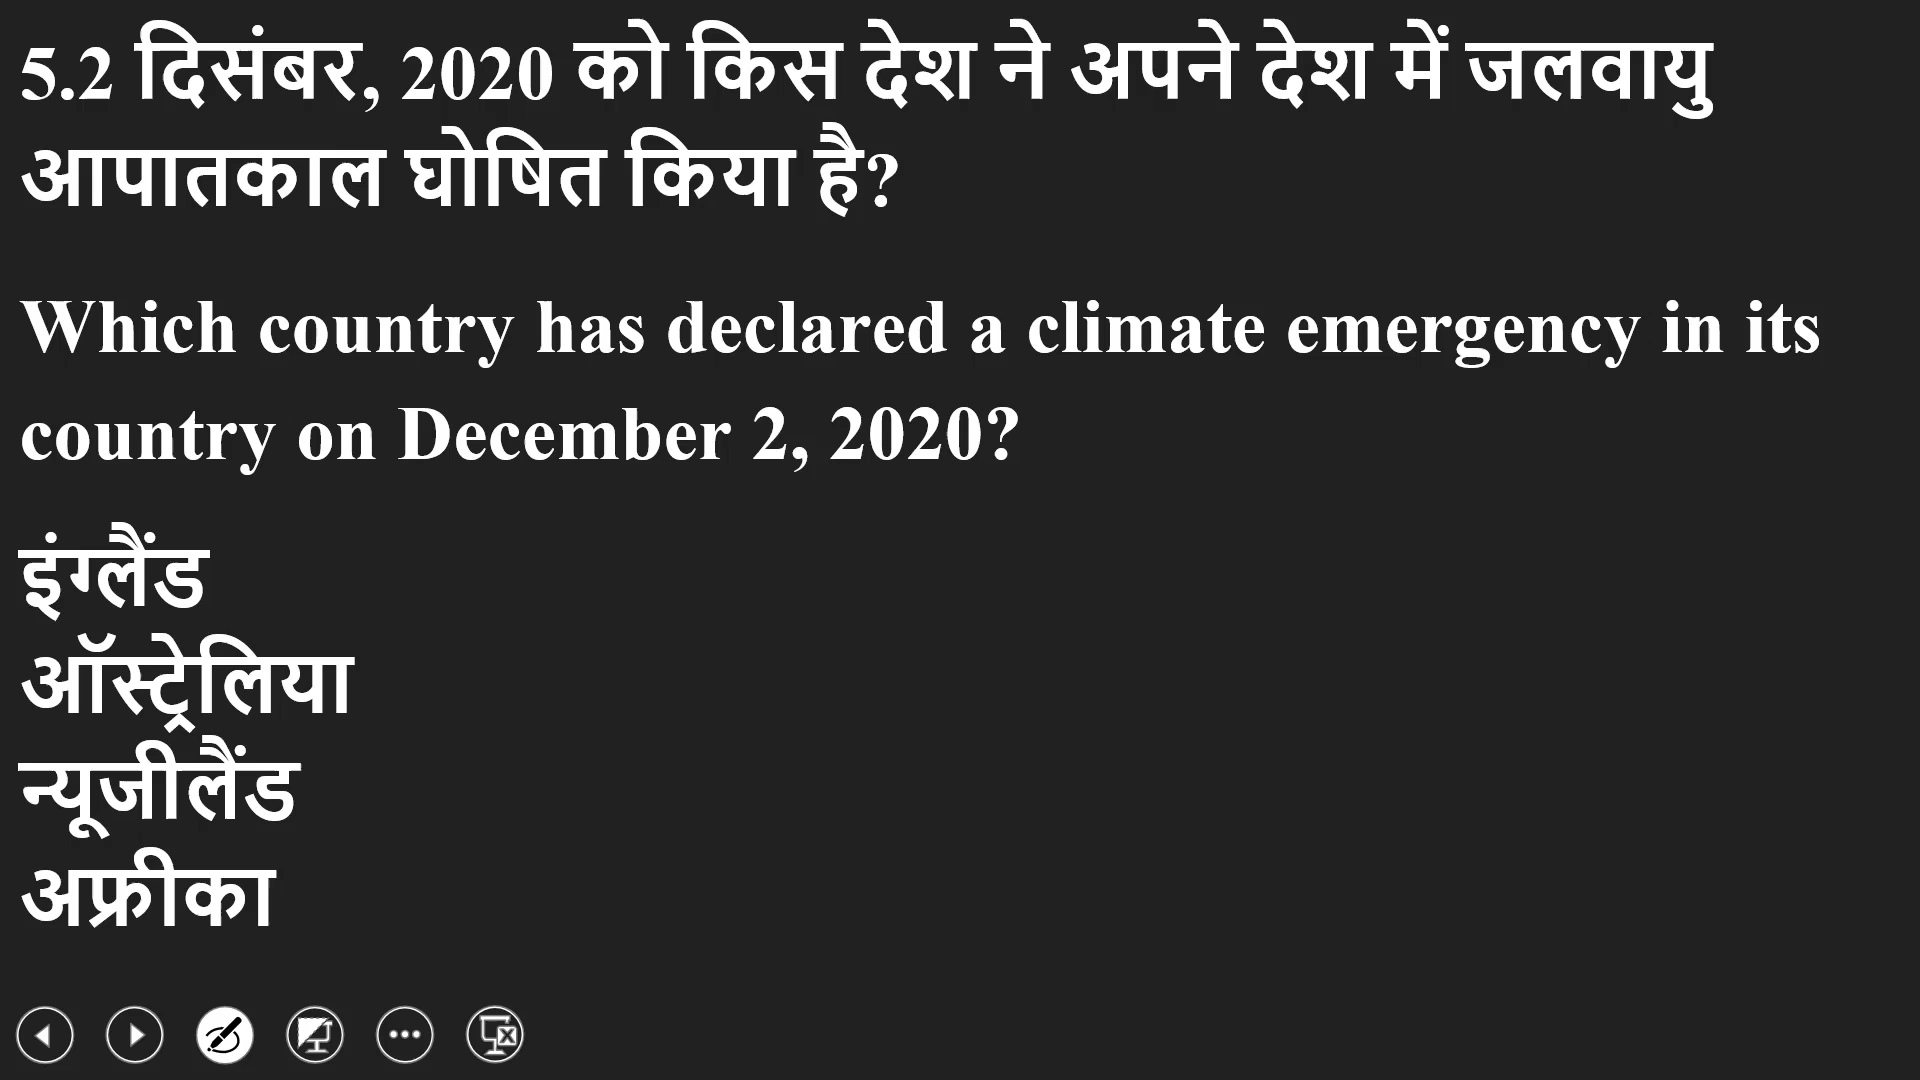 5.2 दिसंबर, 2020 को किस देश ने अपने देश में जलवायु
आपातकाल घोषित किया है?
Which country has declared a climate emergency in its
country on December 2, 2020?
इंग्लैंड
ऑस्ट्रेलिया
न्यूजीलैंड
अफ्रीका